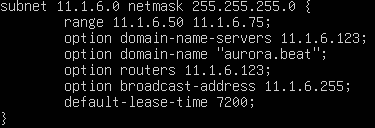 subnet 11.1.6.0 netmask 255.255.255.0 {
        range 11.1.6.50 11.1.6.75;
        option domain-name-servers 11.1.6.123;
        option domain-name "aurora.beat";
        option routers 11.1.6.123;
        option broadcast-address 11.1.6.255;
        default-lease-time 7200;
}